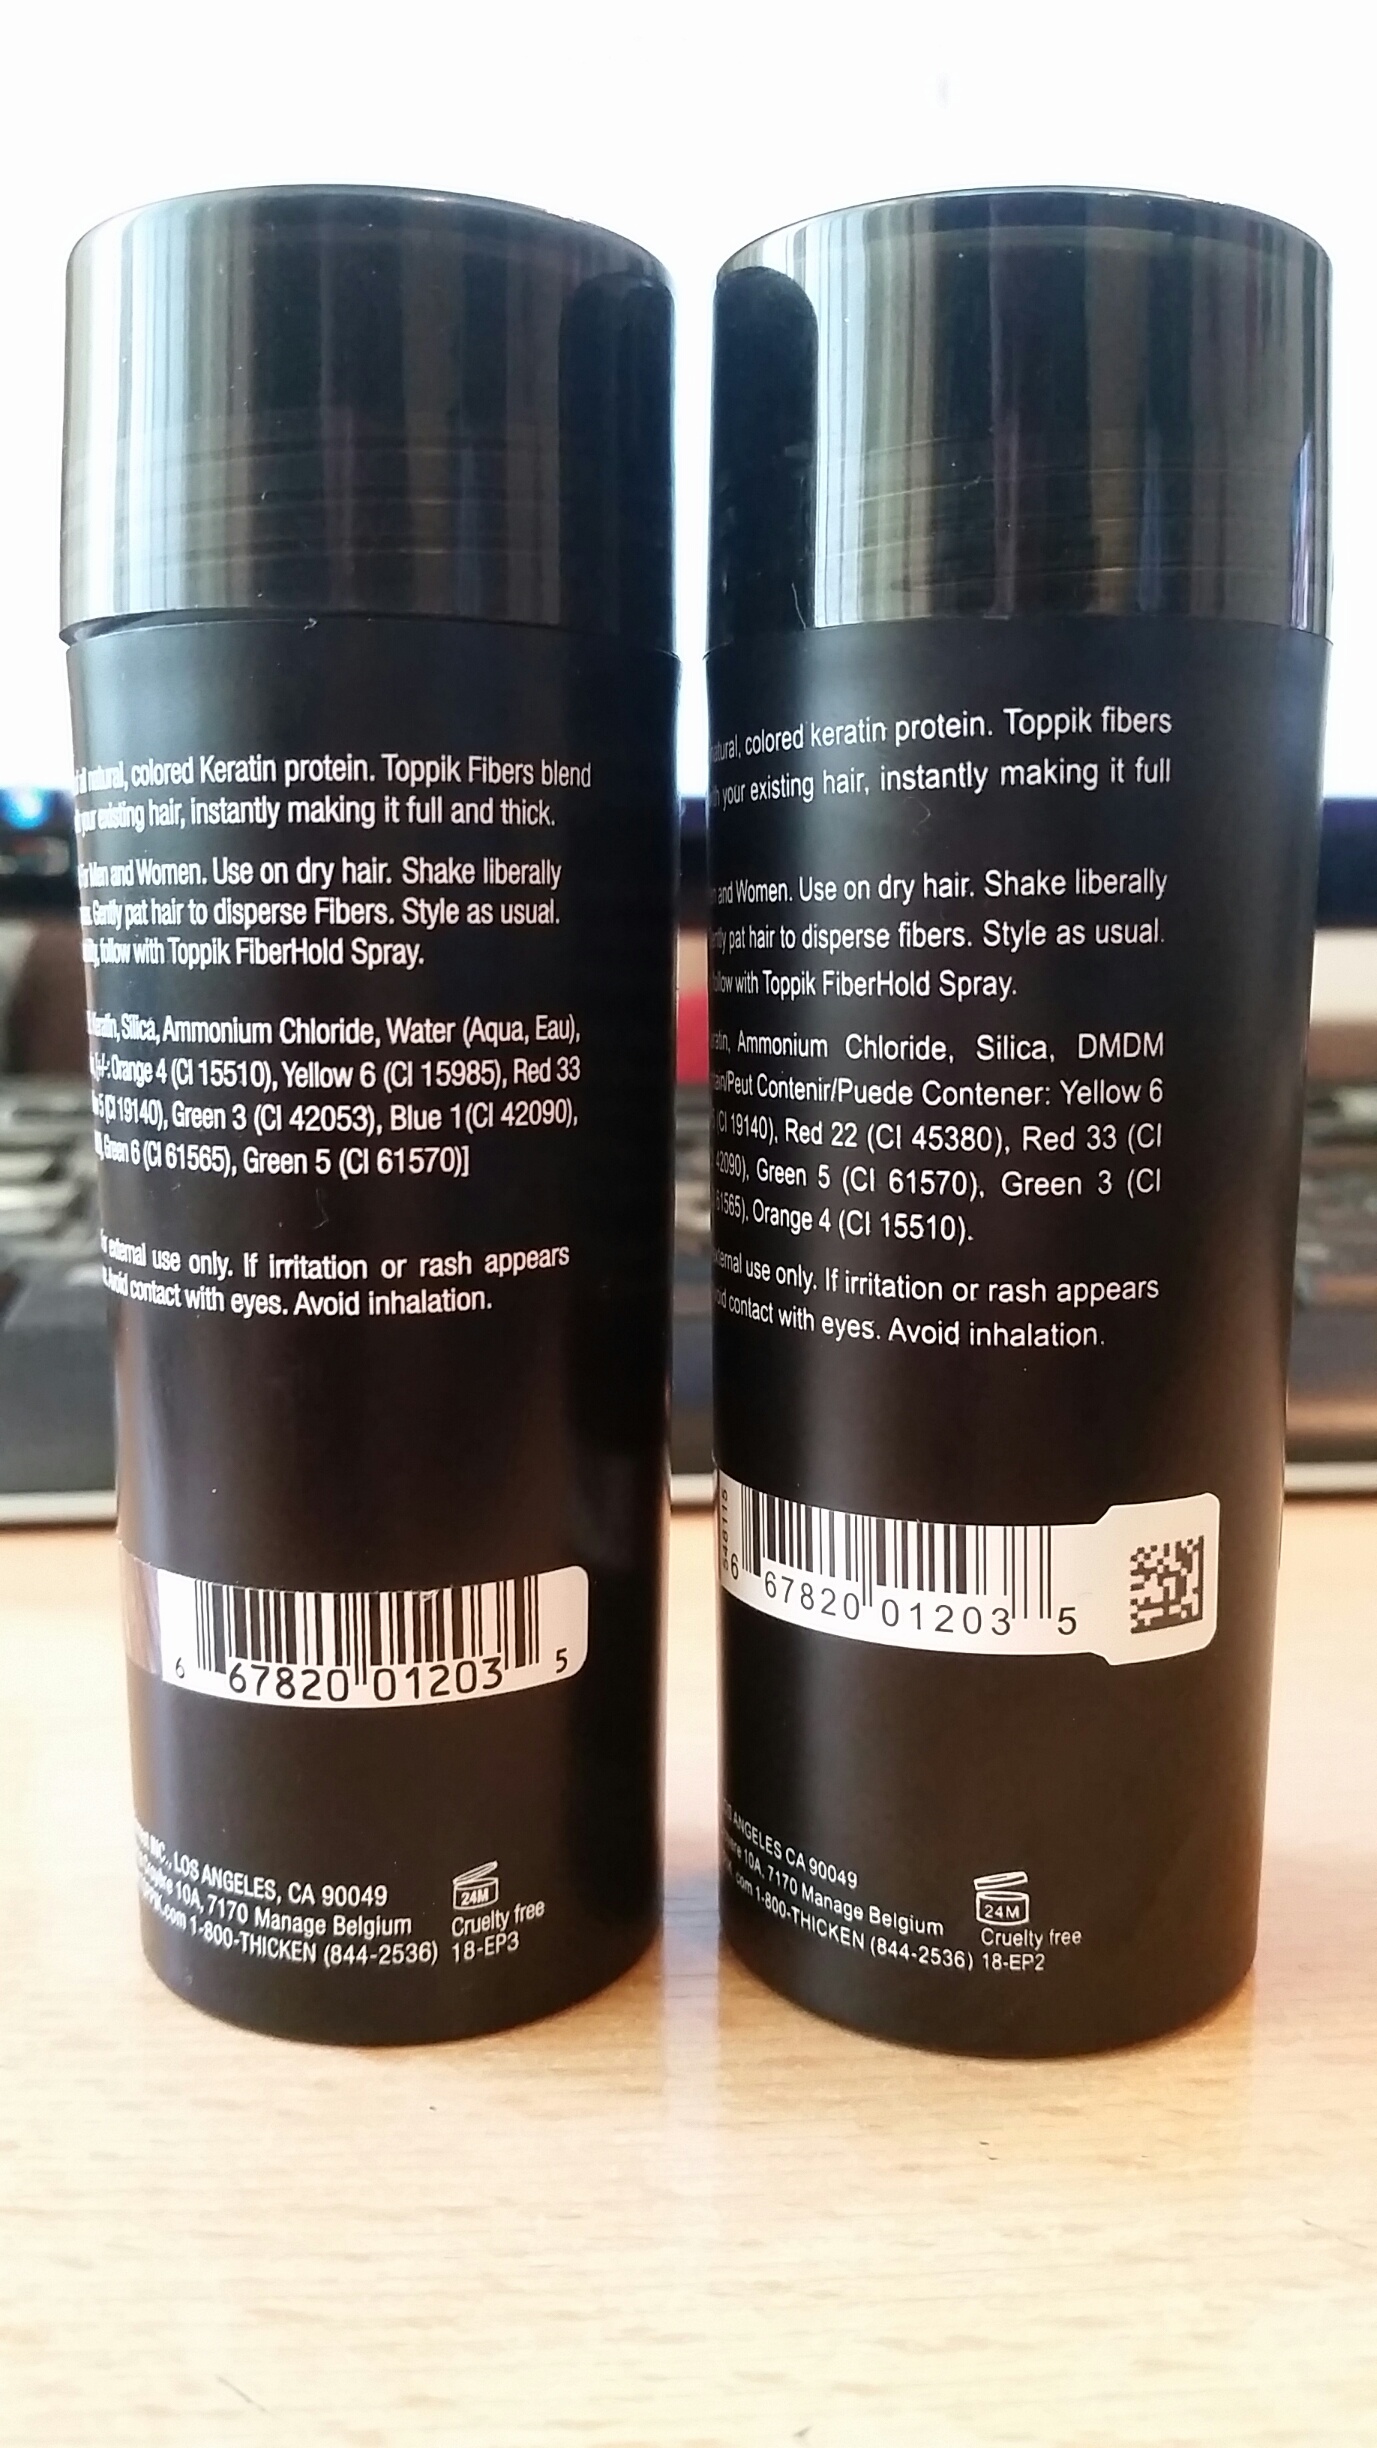 natural, colored Keratin protein. Toppik Fibers blend
your existing hair, instantly making it full and thick.
for Men and Women. Use on dry hair. Shake liberally
Gently pat hair to disperse Fibers. Style as usual.
follow with Toppik FiberHold Spray.
Keratin, Silica, Ammonium Chloride, Water (Aqua, Eau),
Orange 4 (CI 15510), Yellow 6 (CI 15985), Red 33
5 (CI 19140), Green 3 (CI 42053), Blue 1(CI 42090),
Green 6 (CI 61565), Green 5 (CI 61570)]
external use only. If irritation or rash appears
Avoid contact with eyes. Avoid inhalation.
6 67820 01203 5
INC., LOS ANGELES, CA 90049
10A, 7170 Manage Belgium
.com 1-800-THICKEN (844-2536)
24M
Cruelty free
18-EP3
natural, colored keratin protein. Toppik fibers
your existing hair, instantly making it full
and Women. Use on dry hair. Shake liberally
pat hair to disperse fibers. Style as usual.
follow with Toppik FiberHold Spray.
Ammonium Chloride, Silica, DMDM
Contenir/Puede Contener: Yellow 6
(CI 19140), Red 22 (CI 45380), Red 33 (CI
42090), Green 5 (CI 61570), Green 3 (CI
61565), Orange 4 (CI 15510).
external use only. If irritation or rash appears
contact with eyes. Avoid inhalation.
6 67820 01203 5
ANGELES CA 90049
10A, 7170 Manage Belgium
com 1-800-THICKEN (844-2536)
24M
Cruelty free
18-EP2